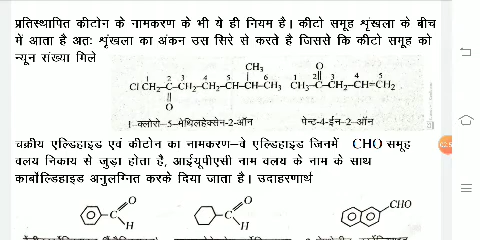 प्रतिस्थापित कीटोन के नामकरण के भी ये ही नियम है। कीटो समूह शृंखला के बीच
में आता है अतः शृंखला का अंकन उस सिरे से करते है जिससे कि कीटो समूह को
न्यून संख्या मिले
CH₃ O
1 2 3 4 5 6 1 2 3 4 5
ClCH₂–C–CH₂–CH₂–CH–CH₃ CH₃–C–CH₂–CH=CH₂
O
1-क्लोरो-5-मेथिलहेक्सेन-2-ऑन पेन्ट-4-ईन-2-ऑन
चक्रीय एल्डिहाइड एवं कीटोन का नामकरण–वे एल्डिहाइड जिनमें CHO समूह
वलय निकाय से जुड़ा होता है, आईयूपीएसी नाम वलय के नाम के साथ
कार्बोल्डिहाइड अनुलग्नित करके दिया जाता है। उदाहरणार्थ
O O CHO
C C
H H